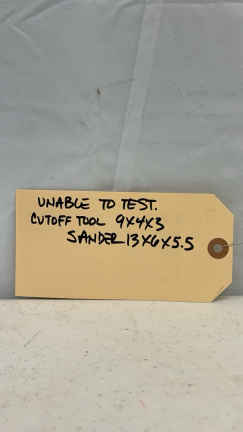 UNABLE TO TEST.
CUTOFF TOOL 9X4X3
SANDER 13X6X5.5